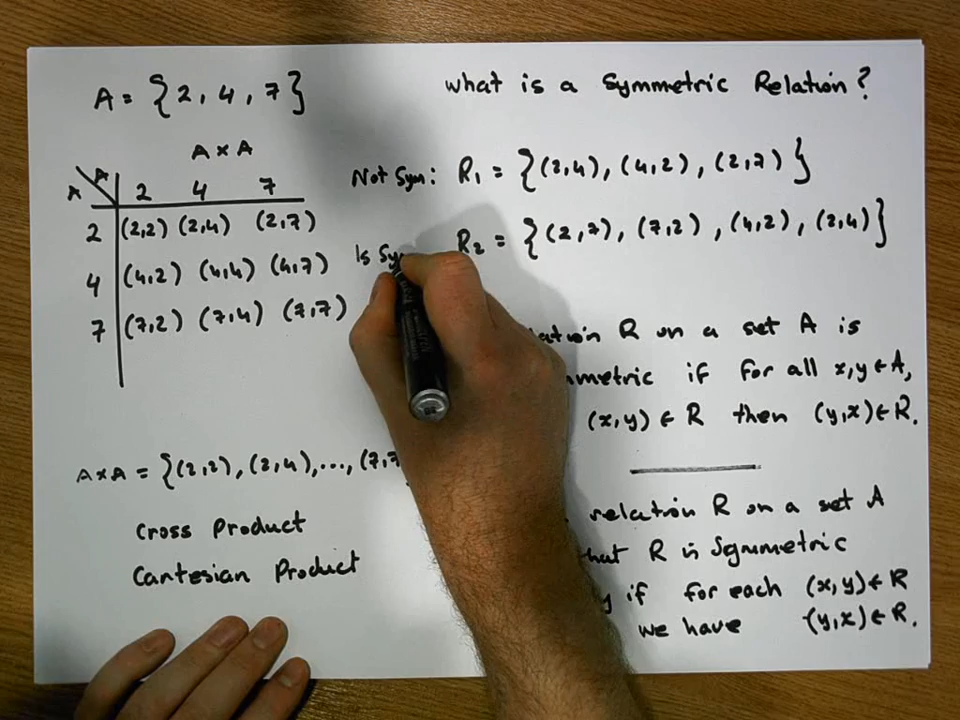 A = {2, 4, 7}
What is a Symmetric Relation?
A x A
A A 2 4 7
2 (2,2) (2,4) (2,7)
4 (4,2) (4,4) (4,7)
7 (7,2) (7,4) (7,7)
Not Sym: R1 = {(2,4), (4,2), (2,7)}
Is Sy R2 = {(2,7), (7,2), (4,2), (2,4)}
lation R on a set A is
mmetric if for all x,y ∈ A,
(x,y) ∈ R then (y,x) ∈ R.
A x A = {(2,2), (2,4), ..., (7,7
Cross Product
Cartesian Product
relation R on a set A
hat R is Symmetric
if for each (x,y) ∈ R
we have (y,x) ∈ R.